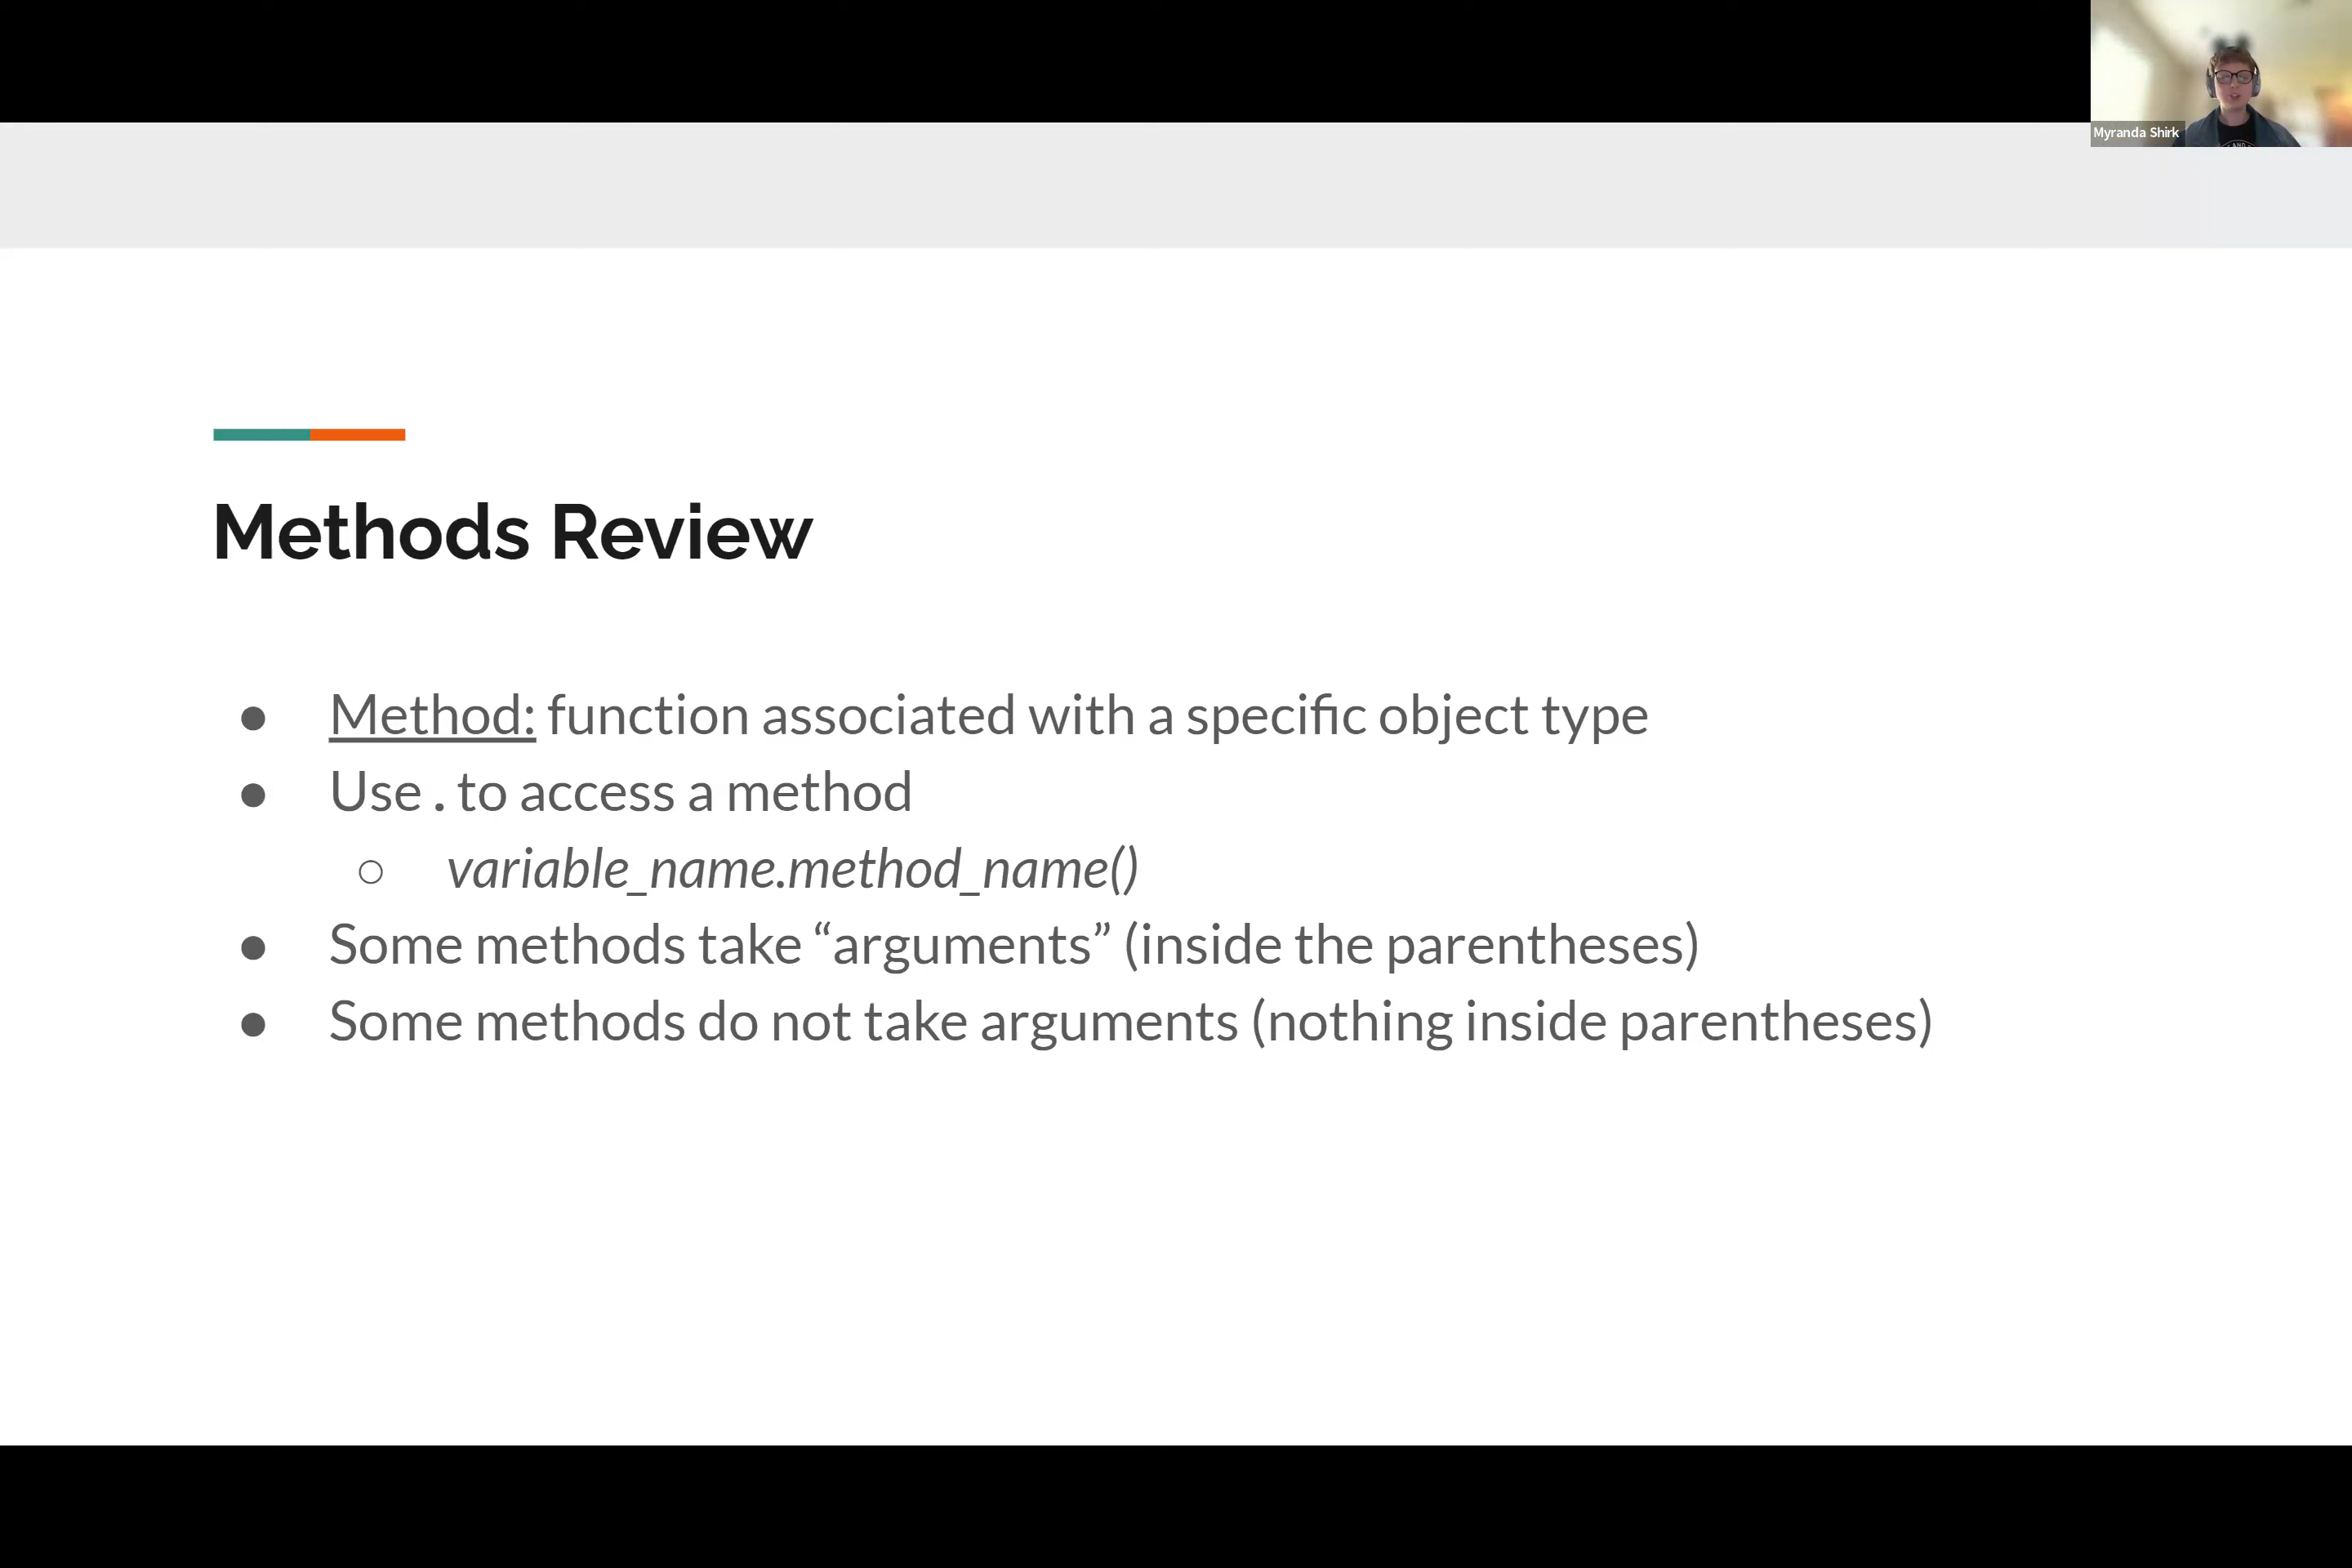 Myranda Shirk
Methods Review
● Method: function associated with a specific object type
● Use . to access a method
○ variable_name.method_name()
● Some methods take “arguments” (inside the parentheses)
● Some methods do not take arguments (nothing inside parentheses)